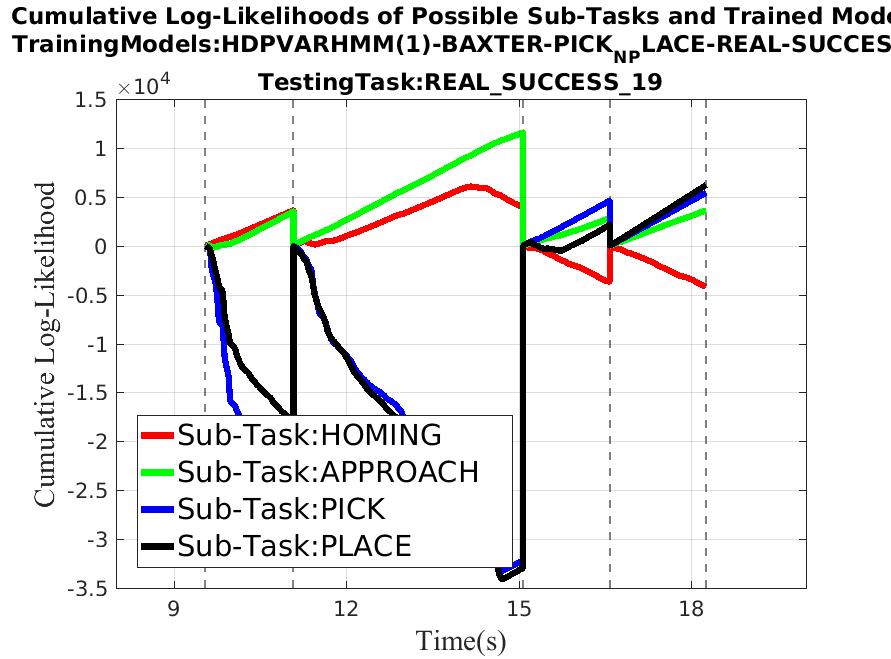 Cumulative Log-Likelihoods of Possible Sub-Tasks and Trained Mode
TrainingModels:HDPVARHMM(1)-BAXTER-PICK_NPLACE-REAL-SUCCES
×10^4
TestingTask:REAL_SUCCESS_19
1.5
1
0.5
0
-0.5
-1
-1.5
-2
-2.5
-3
-3.5
Cumulative Log-Likelihood
Sub-Task:HOMING
Sub-Task:APPROACH
Sub-Task:PICK
Sub-Task:PLACE
9 12 15 18
Time(s)